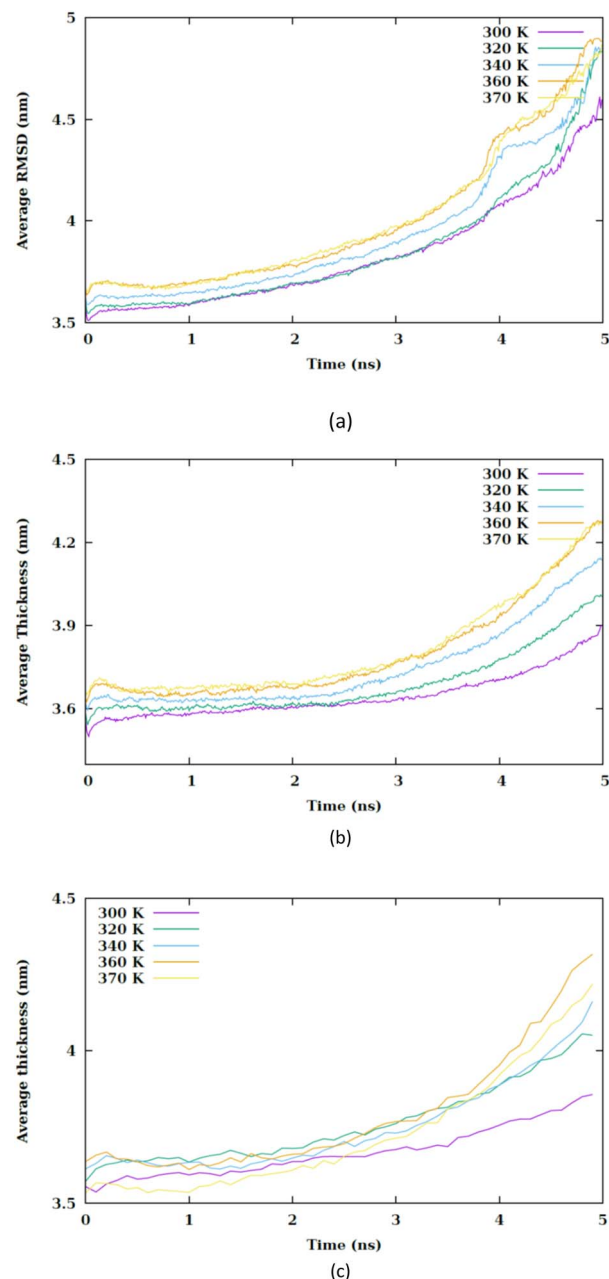 5
4.5
4
3.5
Average RMSD (nm)
300 K
320 K
340 K
360 K
370 K
0 1 2 3 4 5
Time (ns)
(a)
4.5
4.2
3.9
3.6
Average Thickness (nm)
300 K
320 K
340 K
360 K
370 K
0 1 2 3 4 5
Time (ns)
(b)
4.5
4
3.5
Average thickness (nm)
300 K
320 K
340 K
360 K
370 K
0 1 2 3 4 5
Time (ns)
(c)